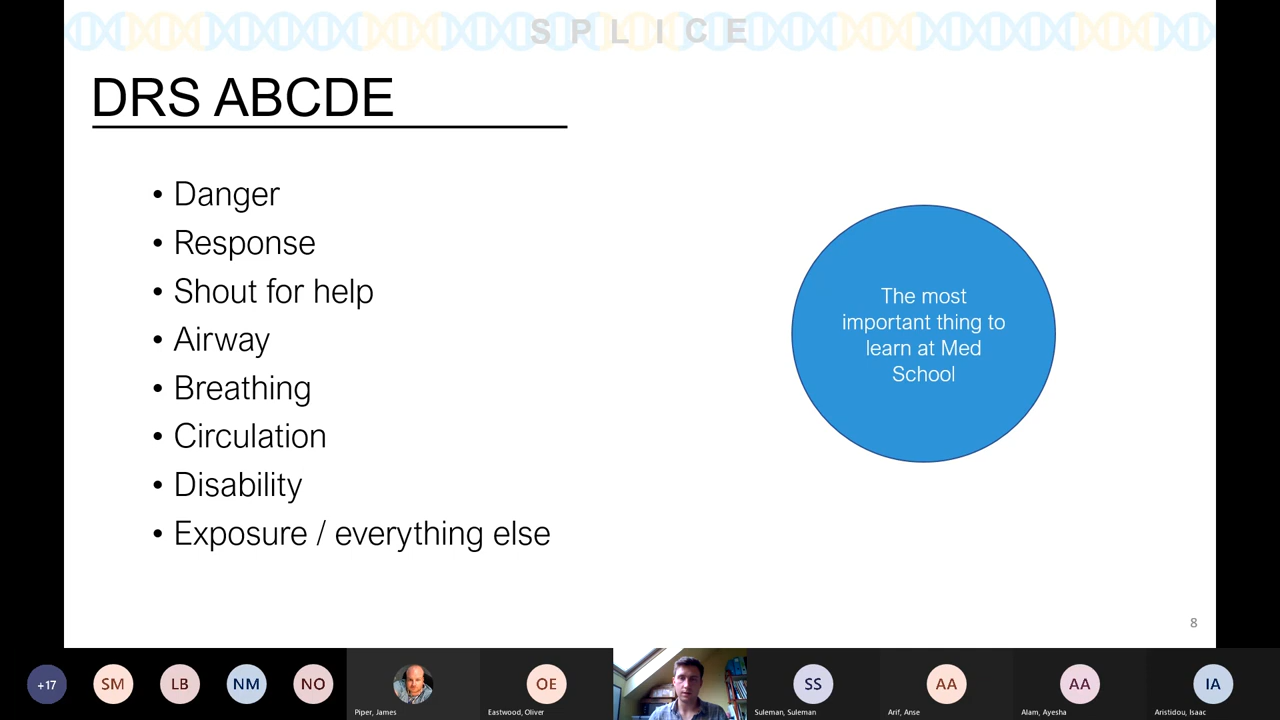 SPLICE
DRS ABCDE
• Danger
• Response
• Shout for help
• Airway
• Breathing
• Circulation
• Disability
• Exposure / everything else
The most
important thing to
learn at Med
School
8
+17
SM
LB
NM
NO
Piper, James
OE
Eastwood, Oliver
SS
Suleman, Suleman
AA
Arif, Anse
AA
Alam, Ayesha
IA
Aristidou, Isaac